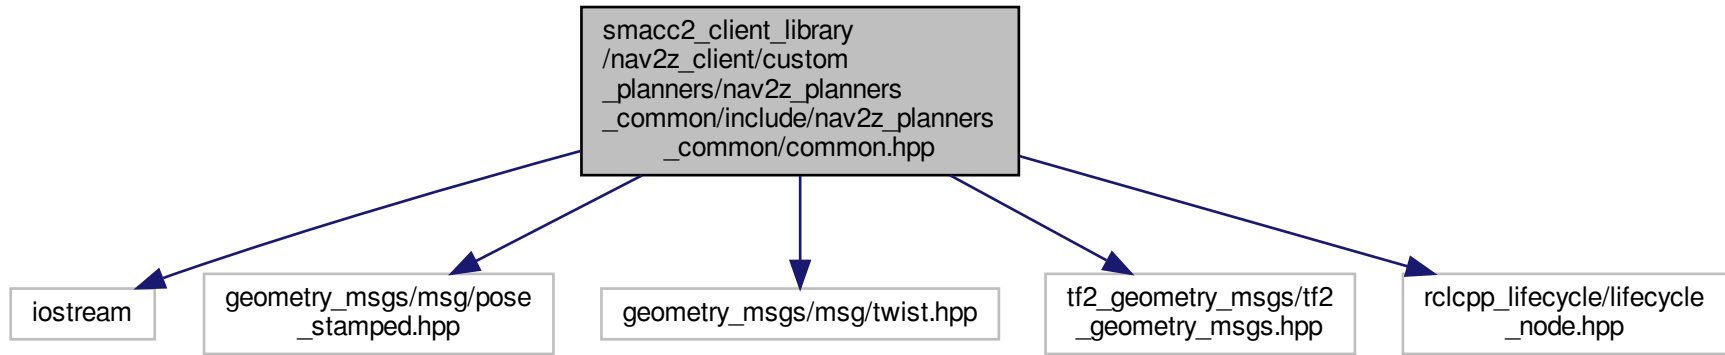 smacc2_client_library
/nav2z_client/custom
_planners/nav2z_planners
_common/include/nav2z_planners
_common/common.hpp
iostream
geometry_msgs/msg/pose
_stamped.hpp
geometry_msgs/msg/twist.hpp
tf2_geometry_msgs/tf2
_geometry_msgs.hpp
rclcpp_lifecycle/lifecycle
_node.hpp